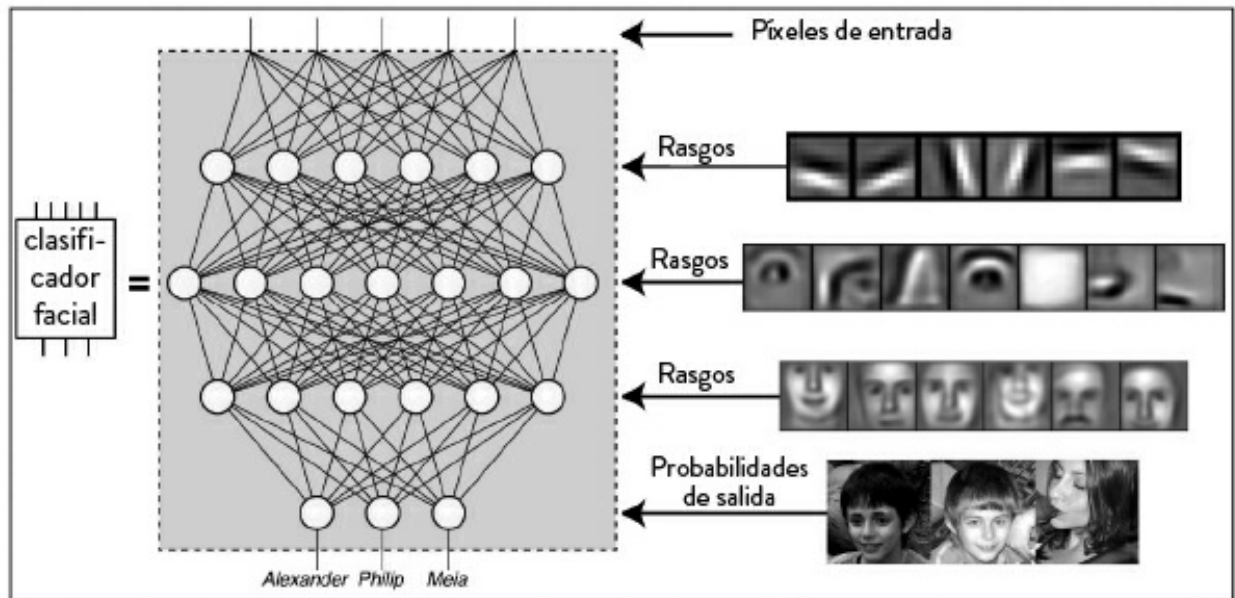 Píxeles de entrada
Rasgos
clasifi-
cador
facial
=
Rasgos
Rasgos
Probabilidades
de salida
Alexander Philip Meia